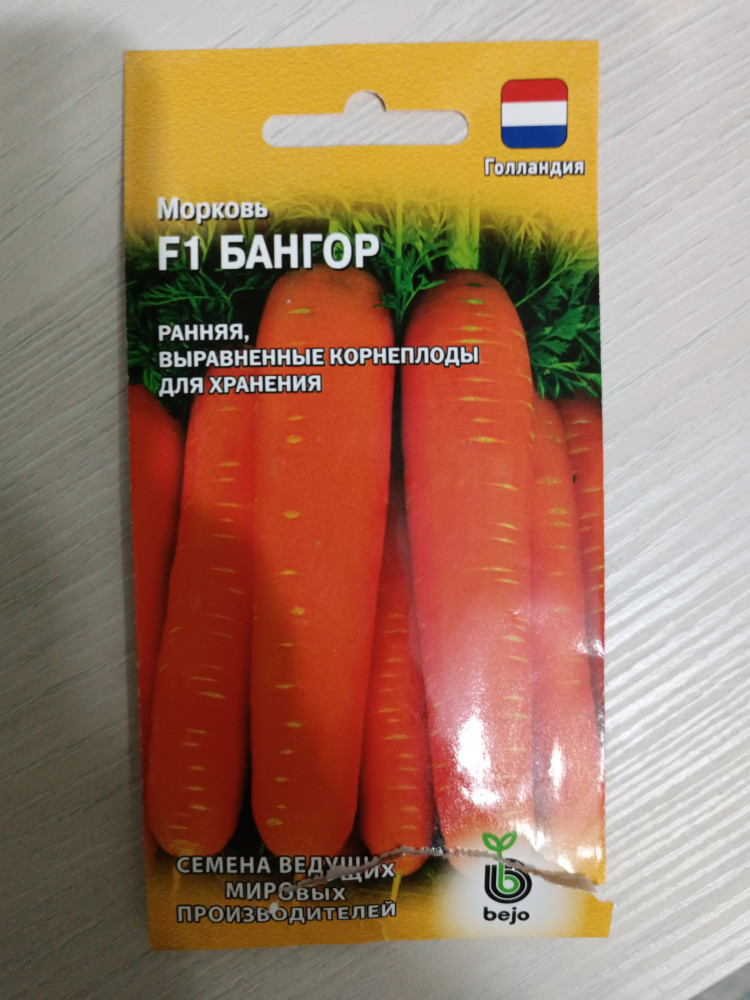 Голландия
Морковь
F1 БАНГОР
РАННЯЯ,
ВЫРАВНЕННЫЕ КОРНЕПЛОДЫ
ДЛЯ ХРАНЕНИЯ
СЕМЕНА ВЕДУЩИХ
МИРОВЫХ
ПРОИЗВОДИТЕЛЕЙ
bejo